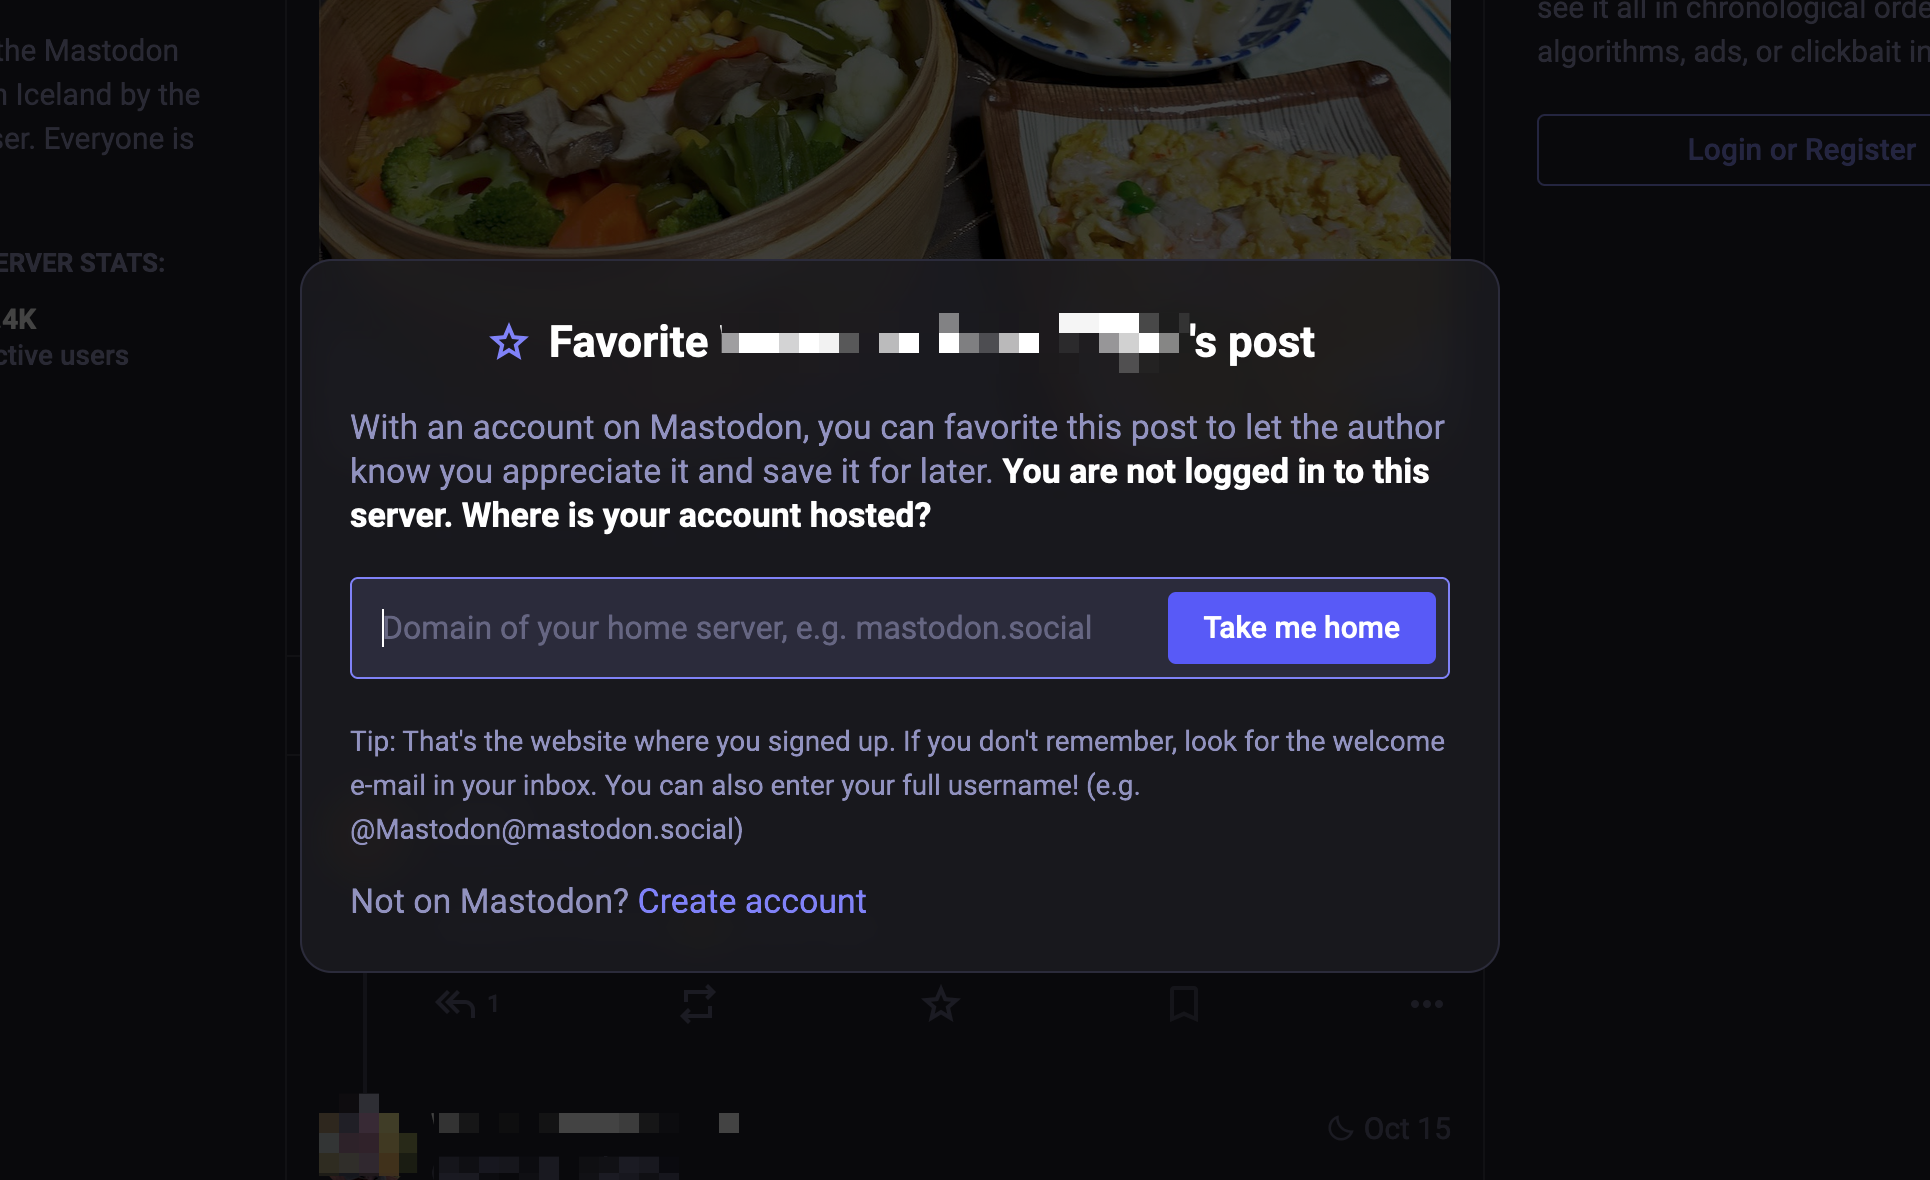 the Mastodon
n Iceland by the
ser. Everyone is
ERVER STATS:
.4K
ctive users
see it all in chronological orde
algorithms, ads, or clickbait in
Login or Register
Favorite 's post
With an account on Mastodon, you can favorite this post to let the author
know you appreciate it and save it for later. You are not logged in to this
server. Where is your account hosted?
Domain of your home server, e.g. mastodon.social
Take me home
Tip: That's the website where you signed up. If you don't remember, look for the welcome
e-mail in your inbox. You can also enter your full username! (e.g.
@Mastodon@mastodon.social)
Not on Mastodon? Create account
1
Oct 15